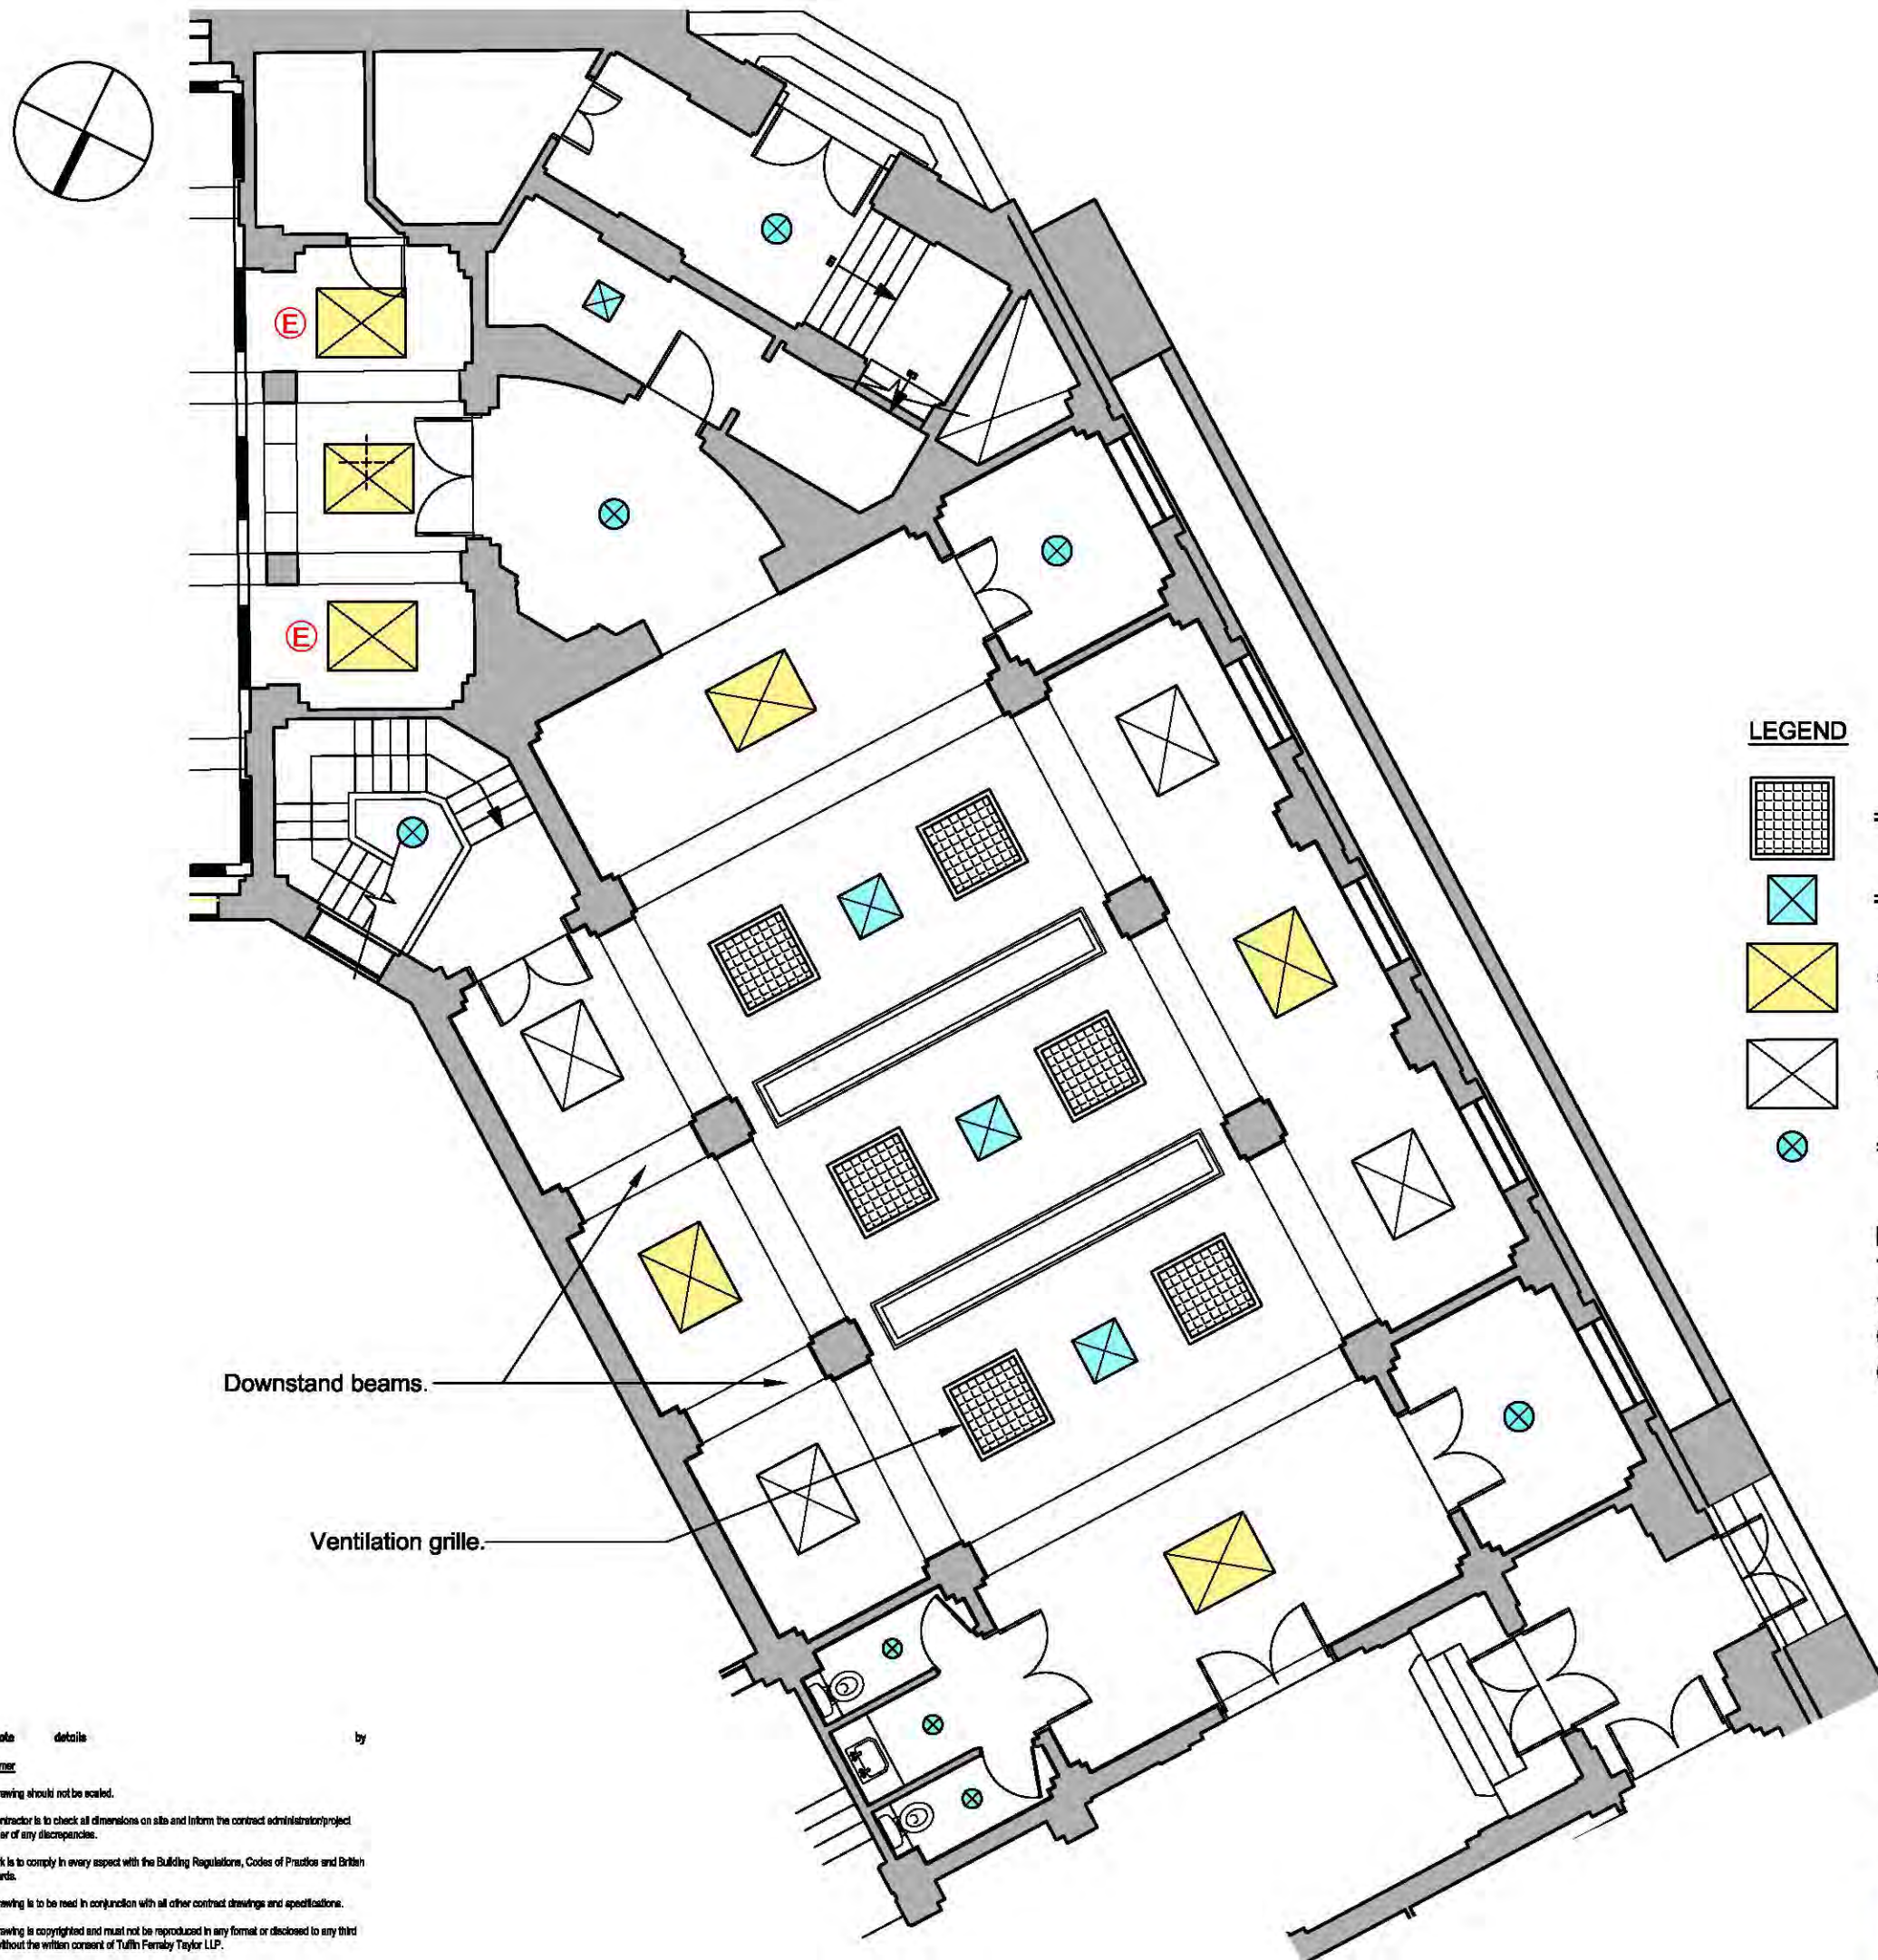 E
E
LEGEND
Downstand beams.
Ventilation grille.
details by
drawing should not be scaled.
contractor is to check all dimensions on site and inform the contract administrator/project
of any discrepancies.
is to comply in every aspect with the Building Regulations, Codes of Practice and British
drawing is to be read in conjunction with all other contract drawings and specifications.
drawing is copyrighted and must not be reproduced in any format or disclosed to any third
without the written consent of Tuffin Ferraby Taylor LLP.